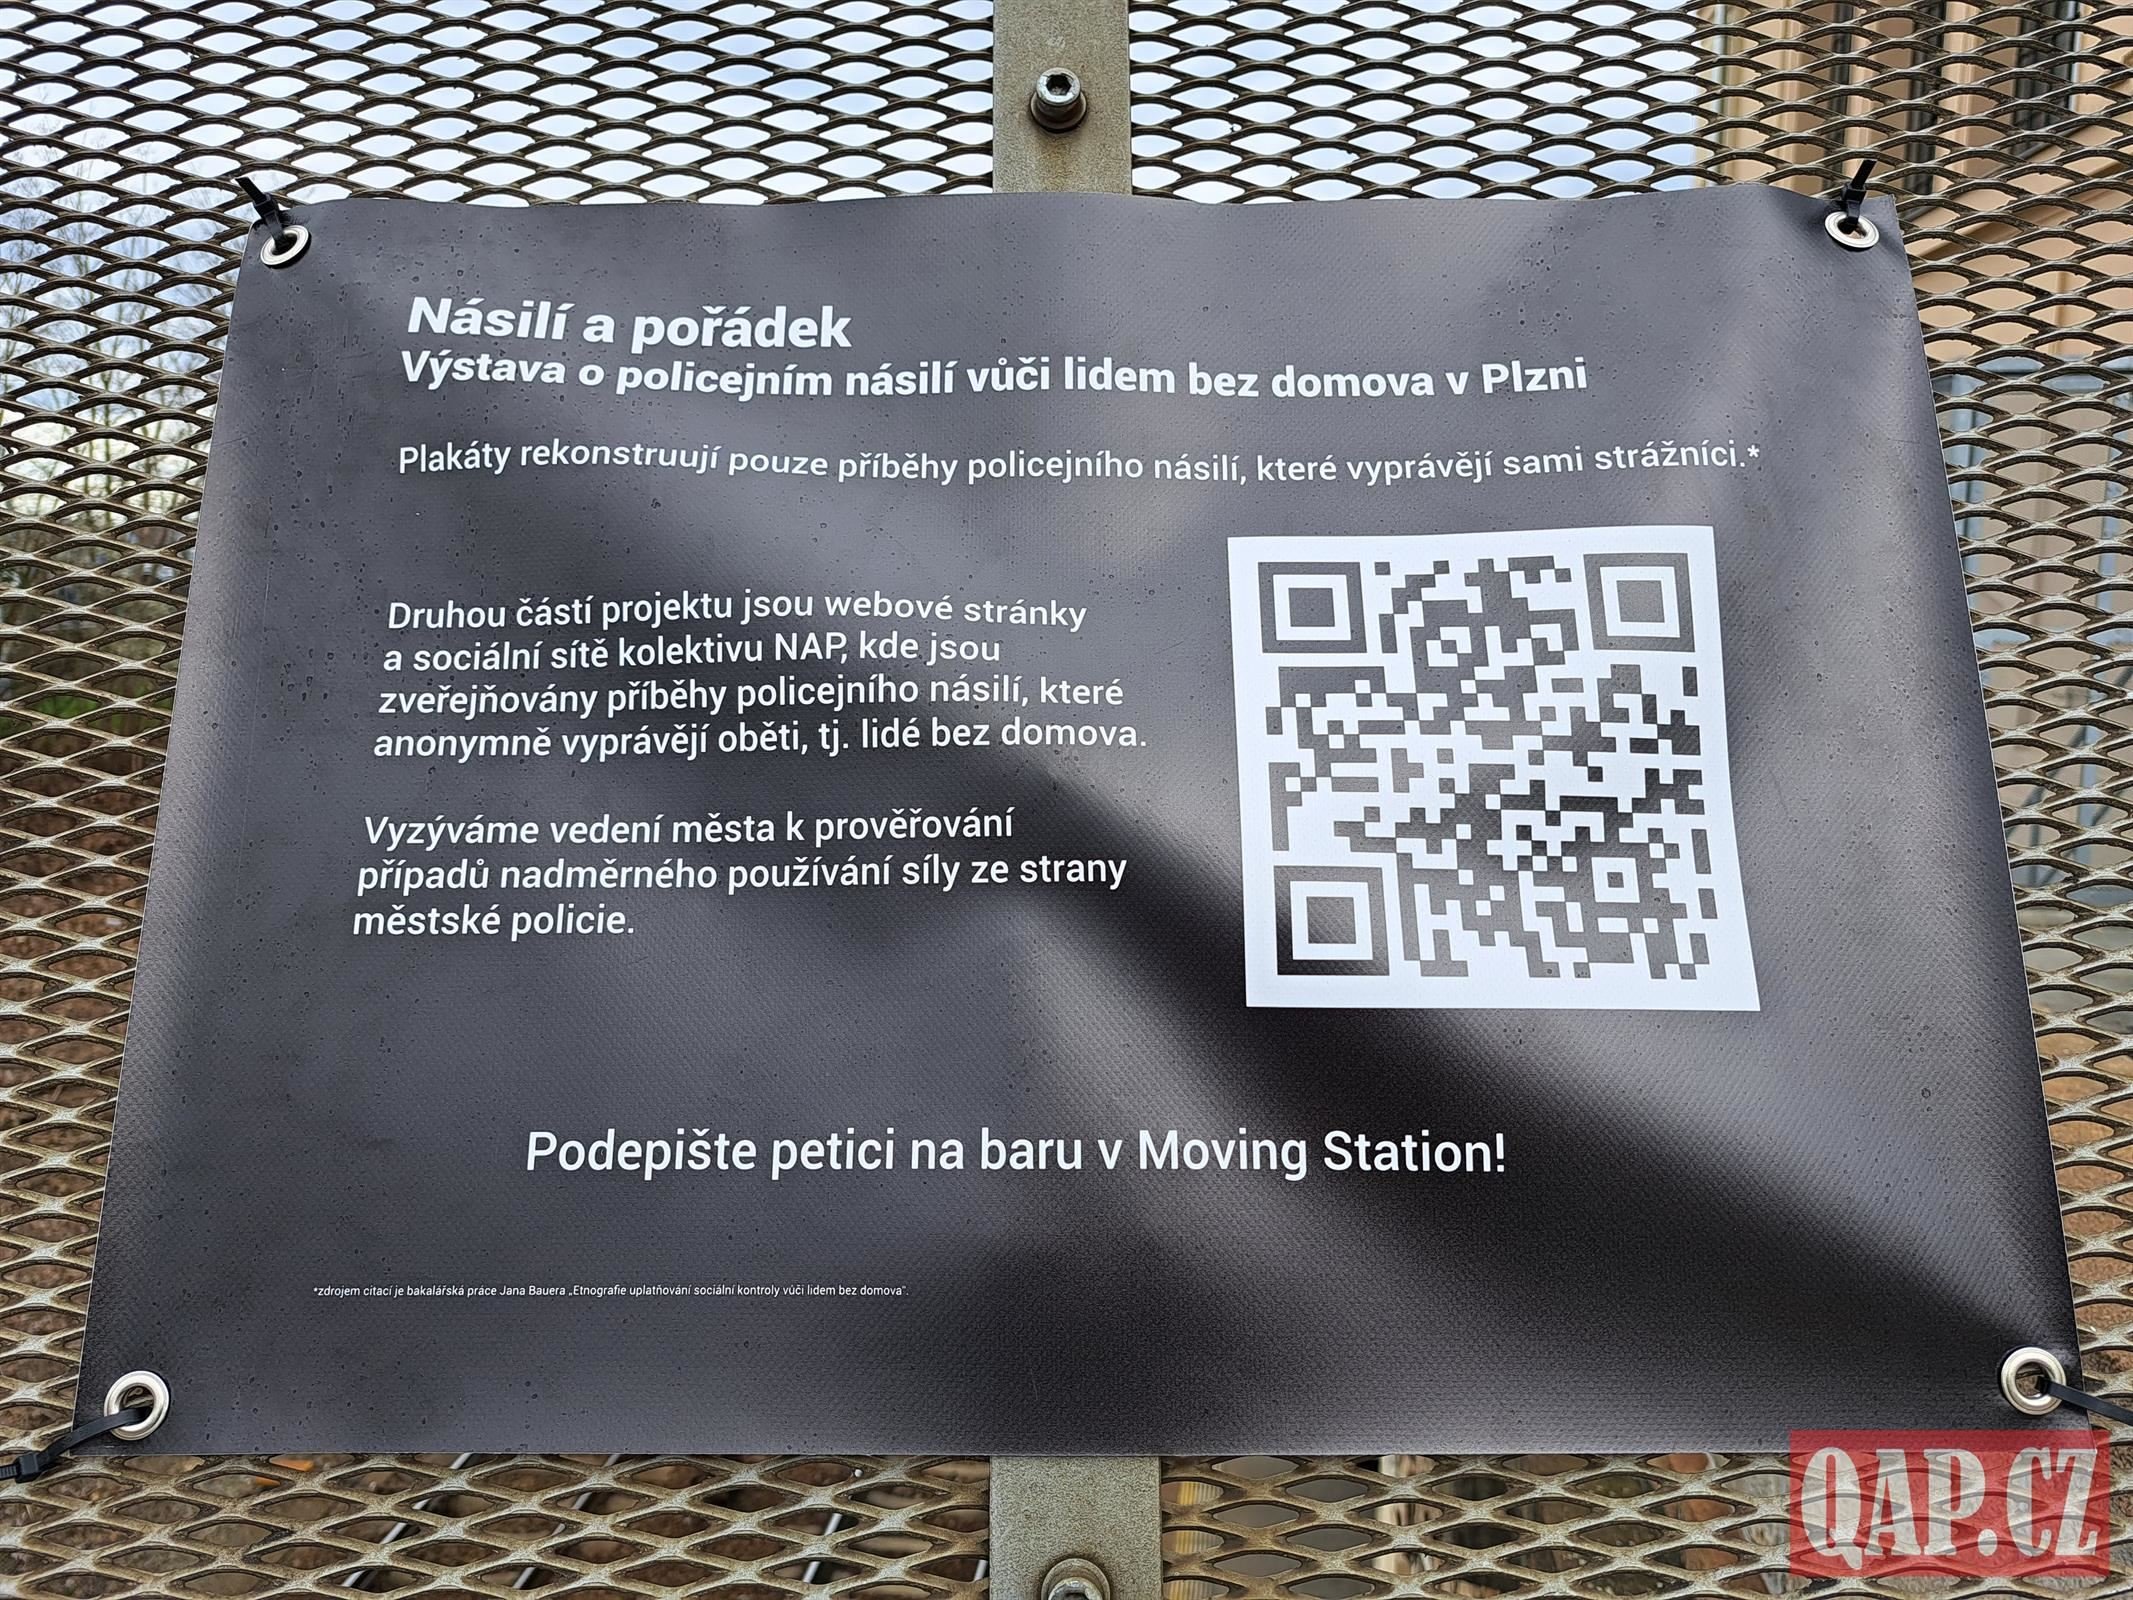 Násilí a pořádek
Výstava o policejním násilí vůči lidem bez domova v Plzni
Plakáty rekonstruují pouze příběhy policejního násilí, které vyprávějí sami strážníci.*
Druhou částí projektu jsou webové stránky
a sociální sítě kolektivu NAP, kde jsou
zveřejňovány příběhy policejního násilí, které
anonymně vyprávějí oběti, tj. lidé bez domova.
Vyzýváme vedení města k prověřování
případů nadměrného používání síly ze strany
městské policie.
Podepište petici na baru v Moving Station!
*zdrojem citací je bakalářská práce Jana Bauera „Etnografie uplatňování sociální kontroly vůči lidem bez domova".
QAP.CZ